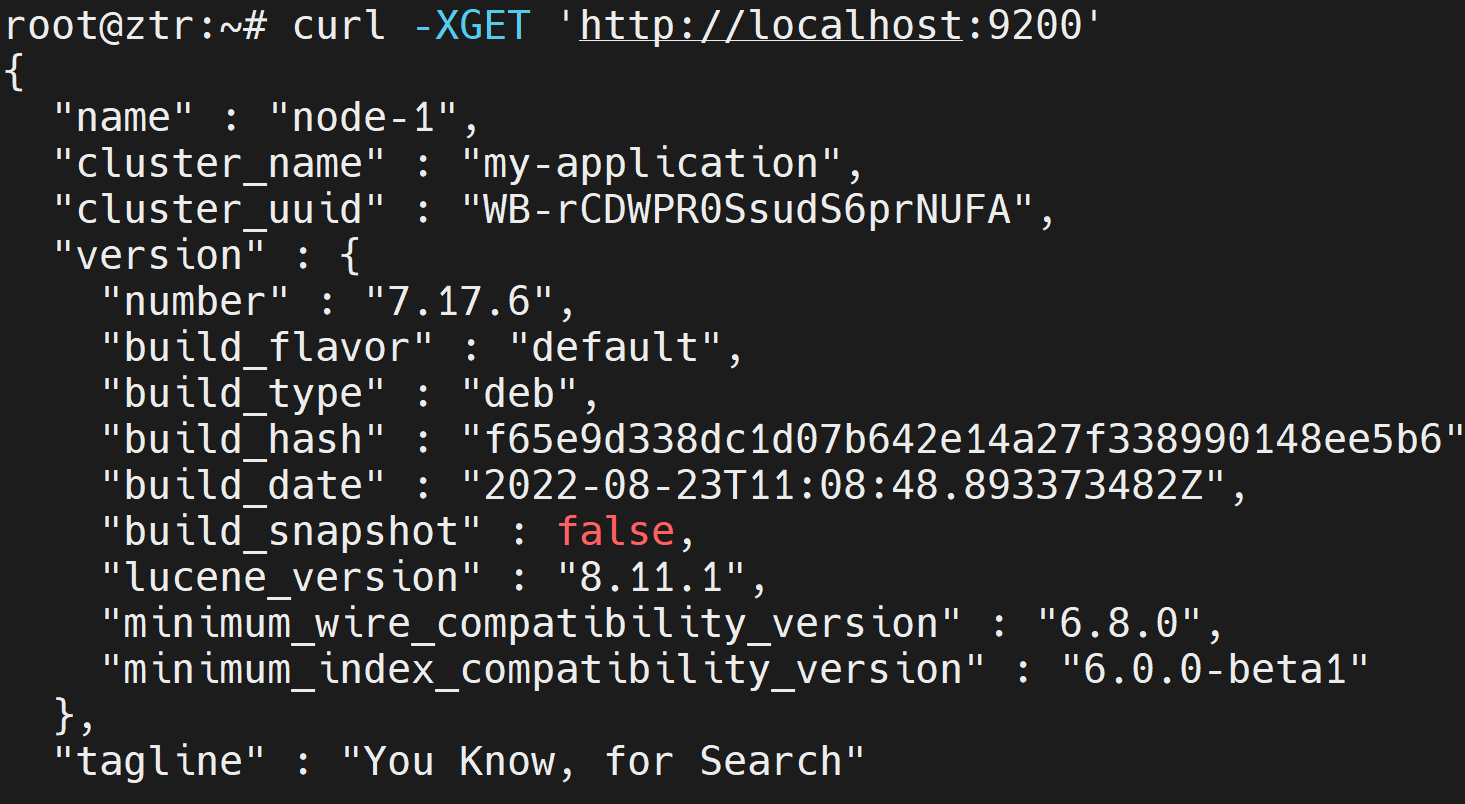 root@ztr:~# curl -XGET 'http://localhost:9200'
{
  "name" : "node-1",
  "cluster_name" : "my-application",
  "cluster_uuid" : "WB-rCDWPR0SsudS6prNUFA",
  "version" : {
    "number" : "7.17.6",
    "build_flavor" : "default",
    "build_type" : "deb",
    "build_hash" : "f65e9d338dc1d07b642e14a27f338990148ee5b6"
    "build_date" : "2022-08-23T11:08:48.893373482Z",
    "build_snapshot" : false,
    "lucene_version" : "8.11.1",
    "minimum_wire_compatibility_version" : "6.8.0",
    "minimum_index_compatibility_version" : "6.0.0-beta1"
  },
  "tagline" : "You Know, for Search"